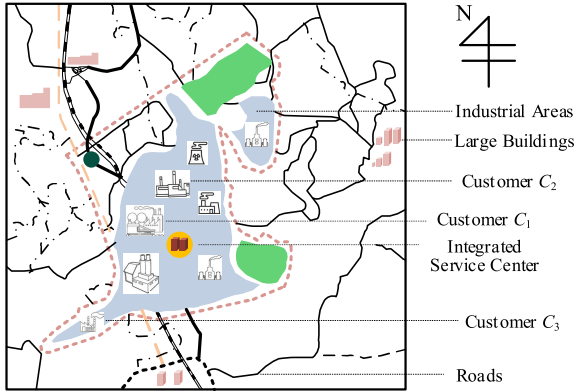 N
Industrial Areas
Large Buildings
Customer C₂
Customer C₁
Integrated
Service Center
Customer C₃
Roads